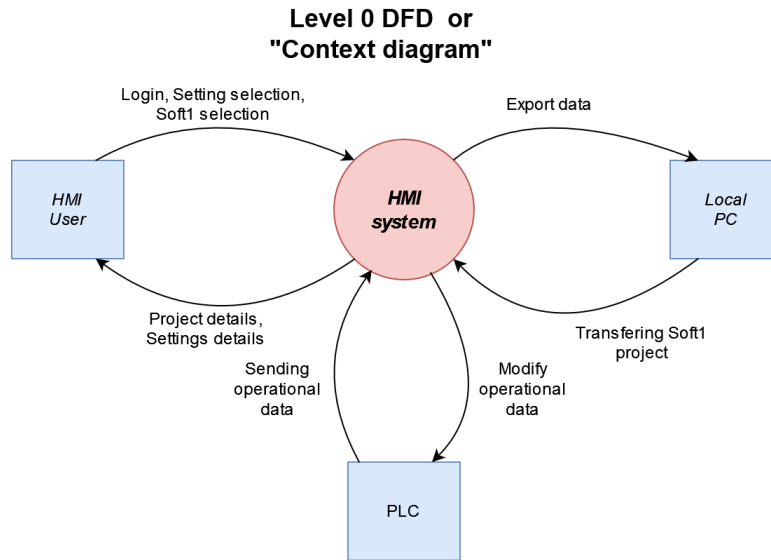 Level 0 DFD or
"Context diagram"
Login, Setting selection,
Soft1 selection
Export data
HMI
User
HMI
system
Local
PC
Project details,
Settings details
Sending
operational
data
Modify
operational
data
Transfering Soft1
project
PLC